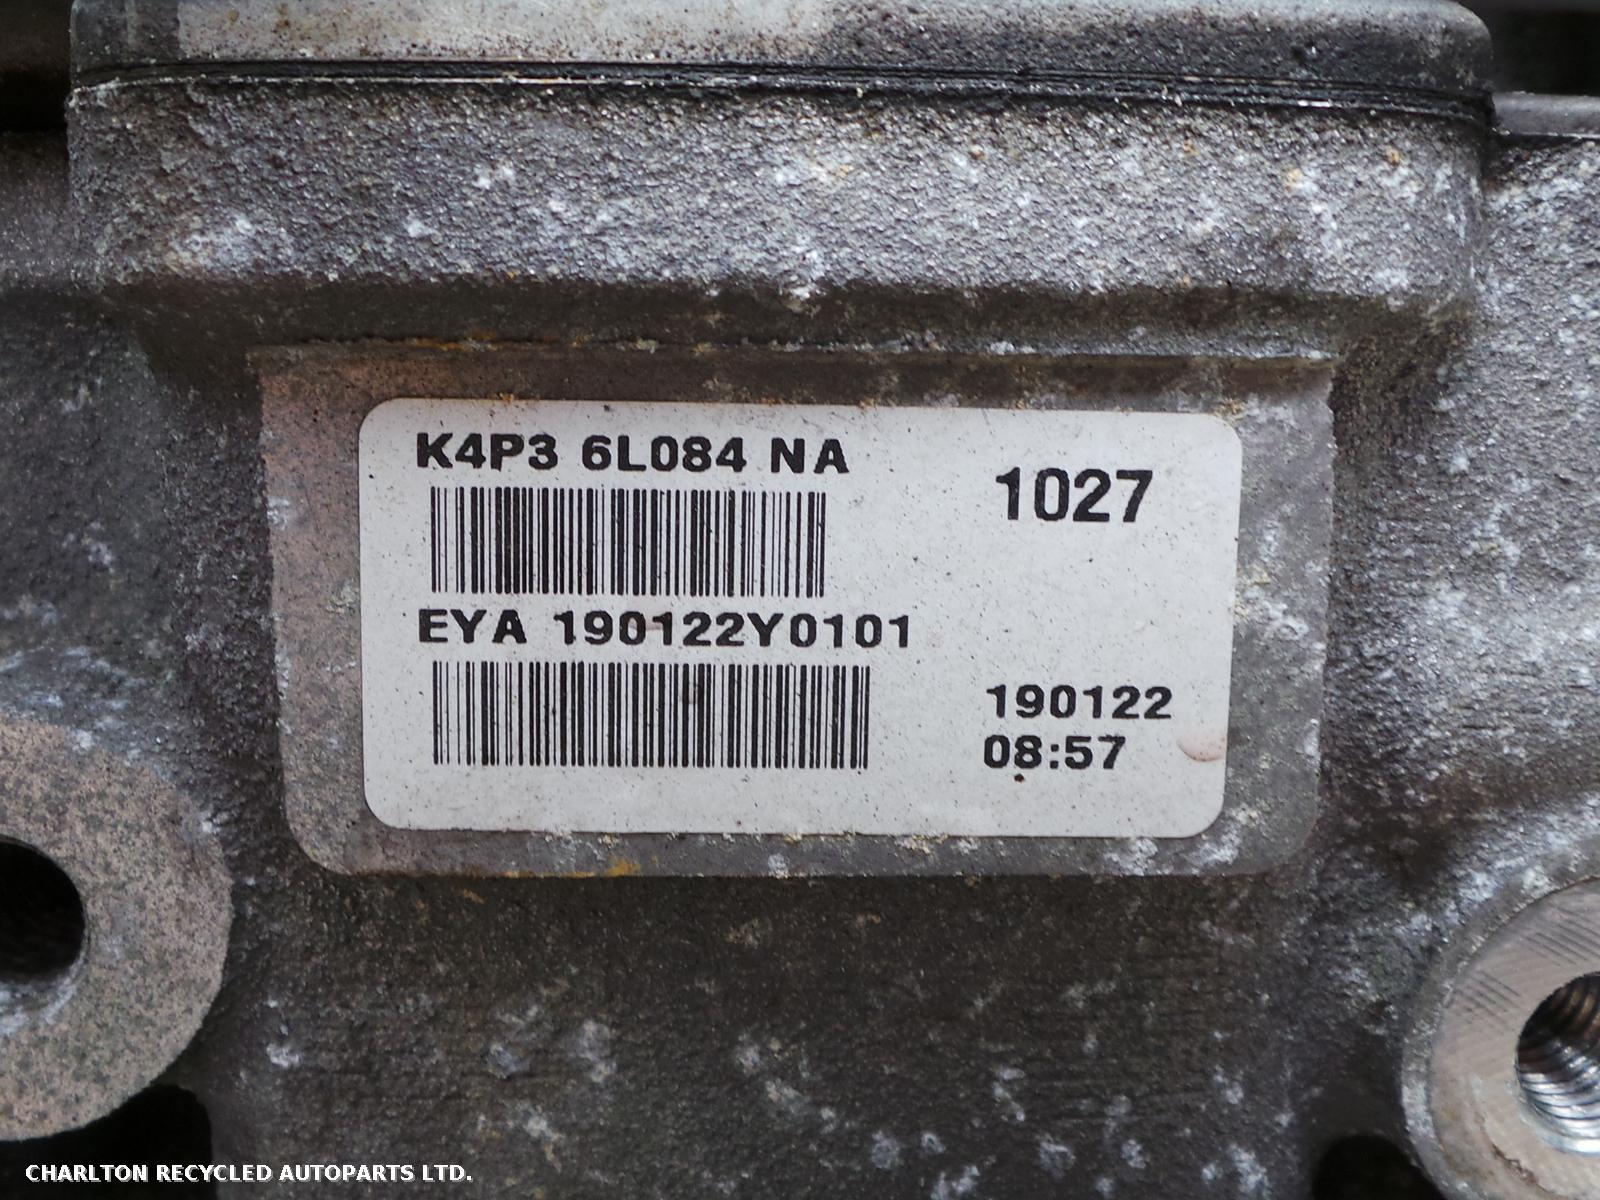 K4P3 6L084 NA
1027
EYA 190122Y0101
190122
08:57
CHARLTON RECYCLED AUTOPARTS LTD.